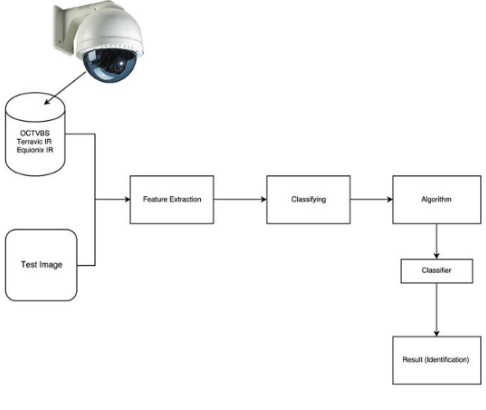 OCTVBS
Terravic IR
Equionix IR
Feature Extraction
Classifying
Algorithm
Test Image
Classifier
Result (Identification)